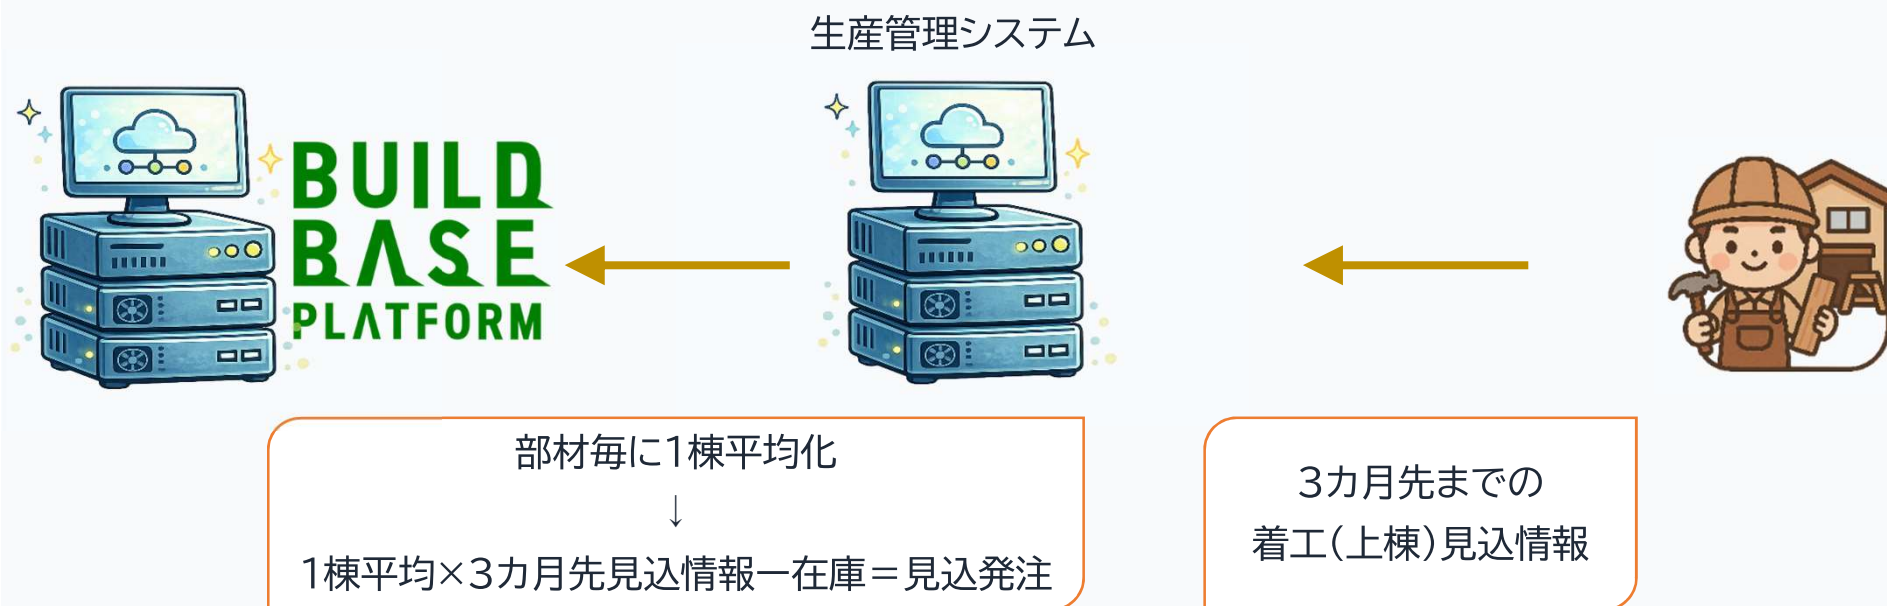 生産管理システム
BUILD
BASE
PLATFORM
部材毎に1棟平均化
↓
1棟平均×3カ月先見込情報ー在庫＝見込発注
3カ月先までの
着工(上棟)見込情報